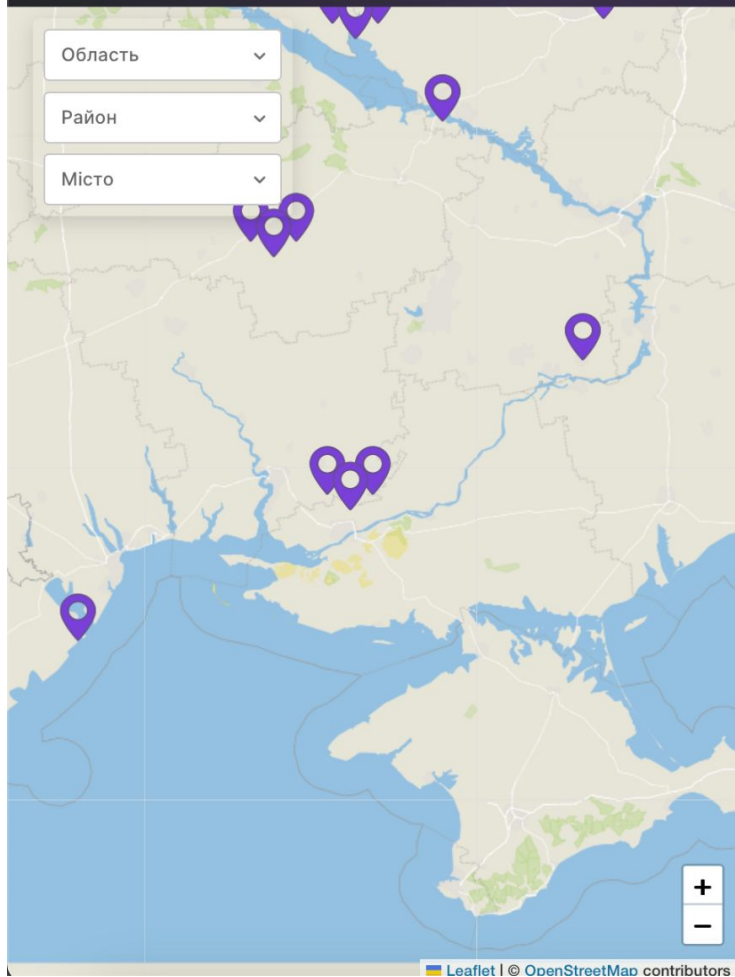 Область
Район
Місто
+
−
Leaflet | © OpenStreetMap contributors